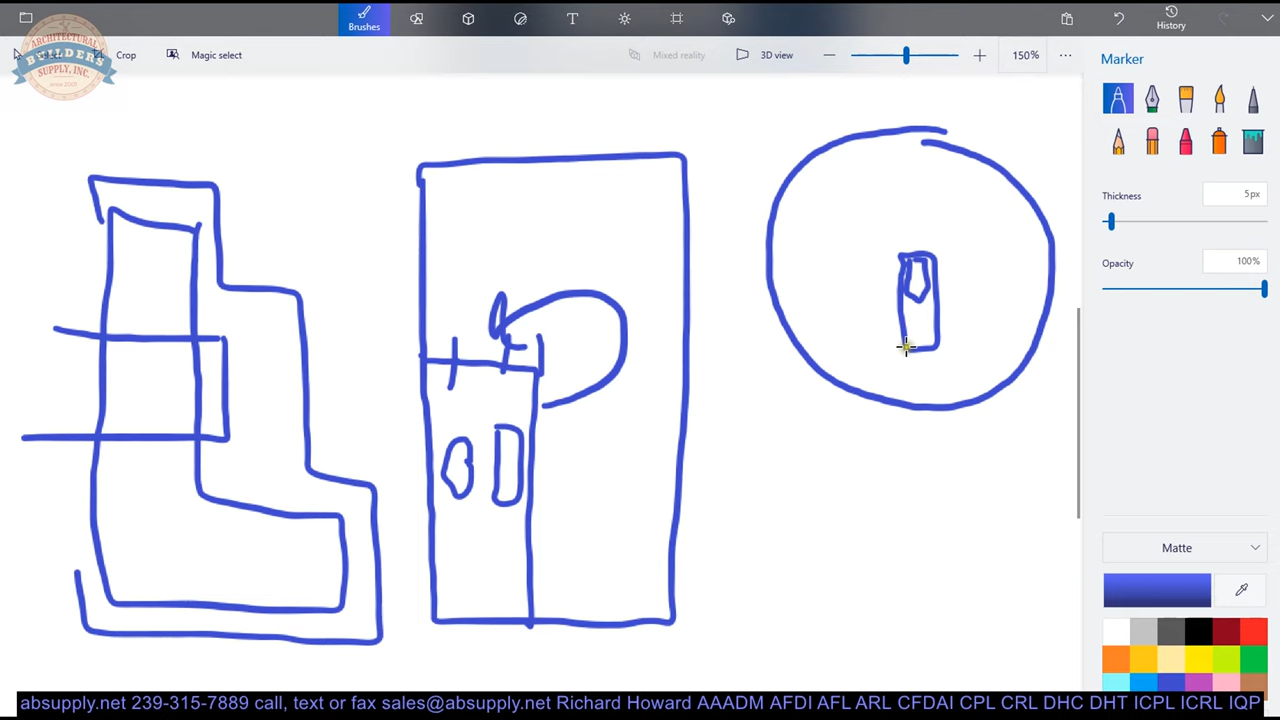 Brushes
History
ARCHITECTURAL
BUILDERS
SUPPLY, INC.
since 2005
Crop
Magic select
Mixed reality
3D view
150%
Marker
Thickness
5px
Opacity
100%
Matte
absupply.net 239-315-7889 call, text or fax sales@absupply.net Richard Howard AAADM AFDI AFL ARL CFDAI CPL CRL DHC DHT ICPL ICRL IQP